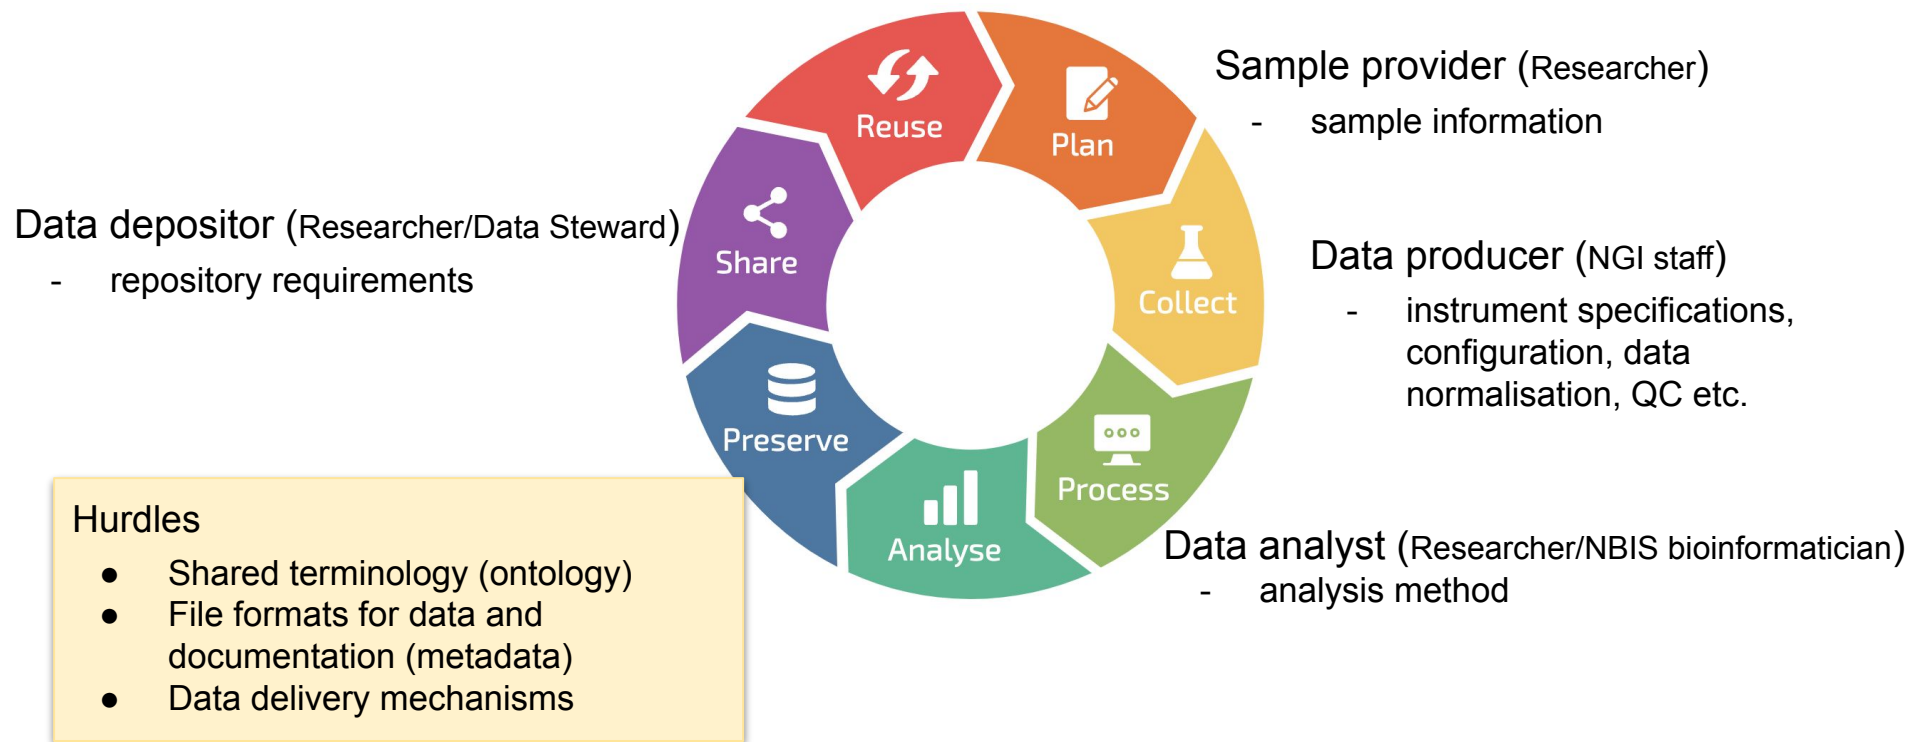 Reuse
Plan
Collect
Process
Analyse
Preserve
Share
Sample provider (Researcher)
- sample information
Data producer (NGI staff)
- instrument specifications,
configuration, data
normalisation, QC etc.
Data analyst (Researcher/NBIS bioinformatician)
- analysis method
Data depositor (Researcher/Data Steward)
- repository requirements
Hurdles
● Shared terminology (ontology)
● File formats for data and
documentation (metadata)
● Data delivery mechanisms